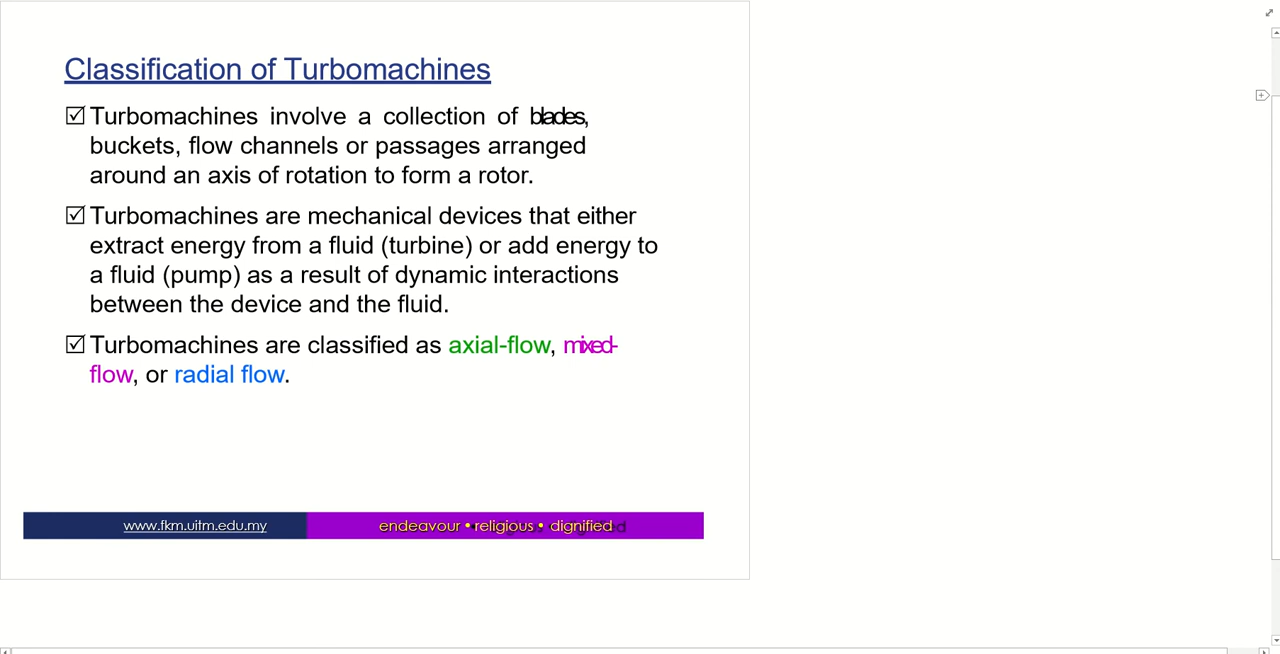 Classification of Turbomachines
☑ Turbomachines involve a collection of blades,
buckets, flow channels or passages arranged
around an axis of rotation to form a rotor.
☑ Turbomachines are mechanical devices that either
extract energy from a fluid (turbine) or add energy to
a fluid (pump) as a result of dynamic interactions
between the device and the fluid.
☑ Turbomachines are classified as axial-flow, mixed-
flow, or radial flow.
www.fkm.uitm.edu.my endeavour • religious • dignified